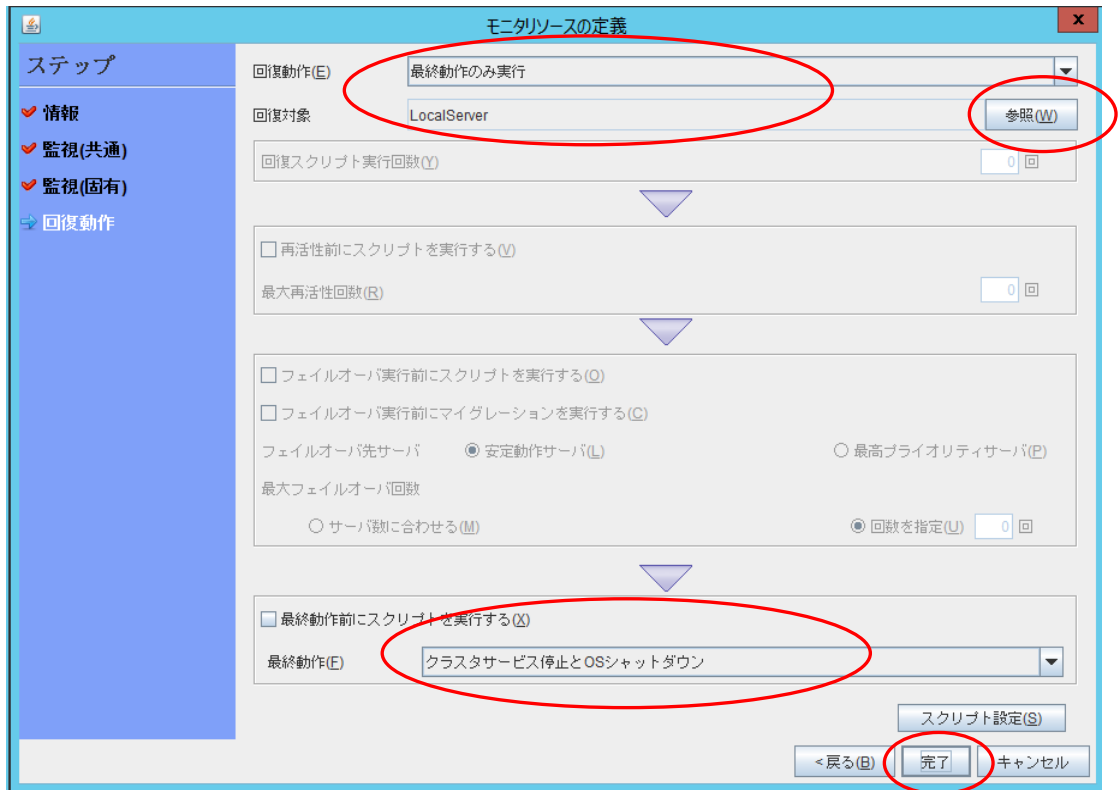 モニタリソースの定義
x
ステップ
情報
監視(共通)
監視(固有)
回復動作
回復動作(E) 最終動作のみ実行
回復対象 LocalServer 参照(W)
回復スクリプト実行回数(Y) 0 回
再活性前にスクリプトを実行する(V)
最大再活性回数(R) 0 回
フェイルオーバ実行前にスクリプトを実行する(O)
フェイルオーバ実行前にマイグレーションを実行する(C)
フェイルオーバ先サーバ 安定動作サーバ(L) 最高プライオリティサーバ(P)
最大フェイルオーバ回数
サーバ数に合わせる(M) 回数を指定(U) 0 回
最終動作前にスクリプトを実行する(X)
最終動作(F) クラスタサービス停止とOSシャットダウン
スクリプト設定(S)
<戻る(B) 完了 キャンセル